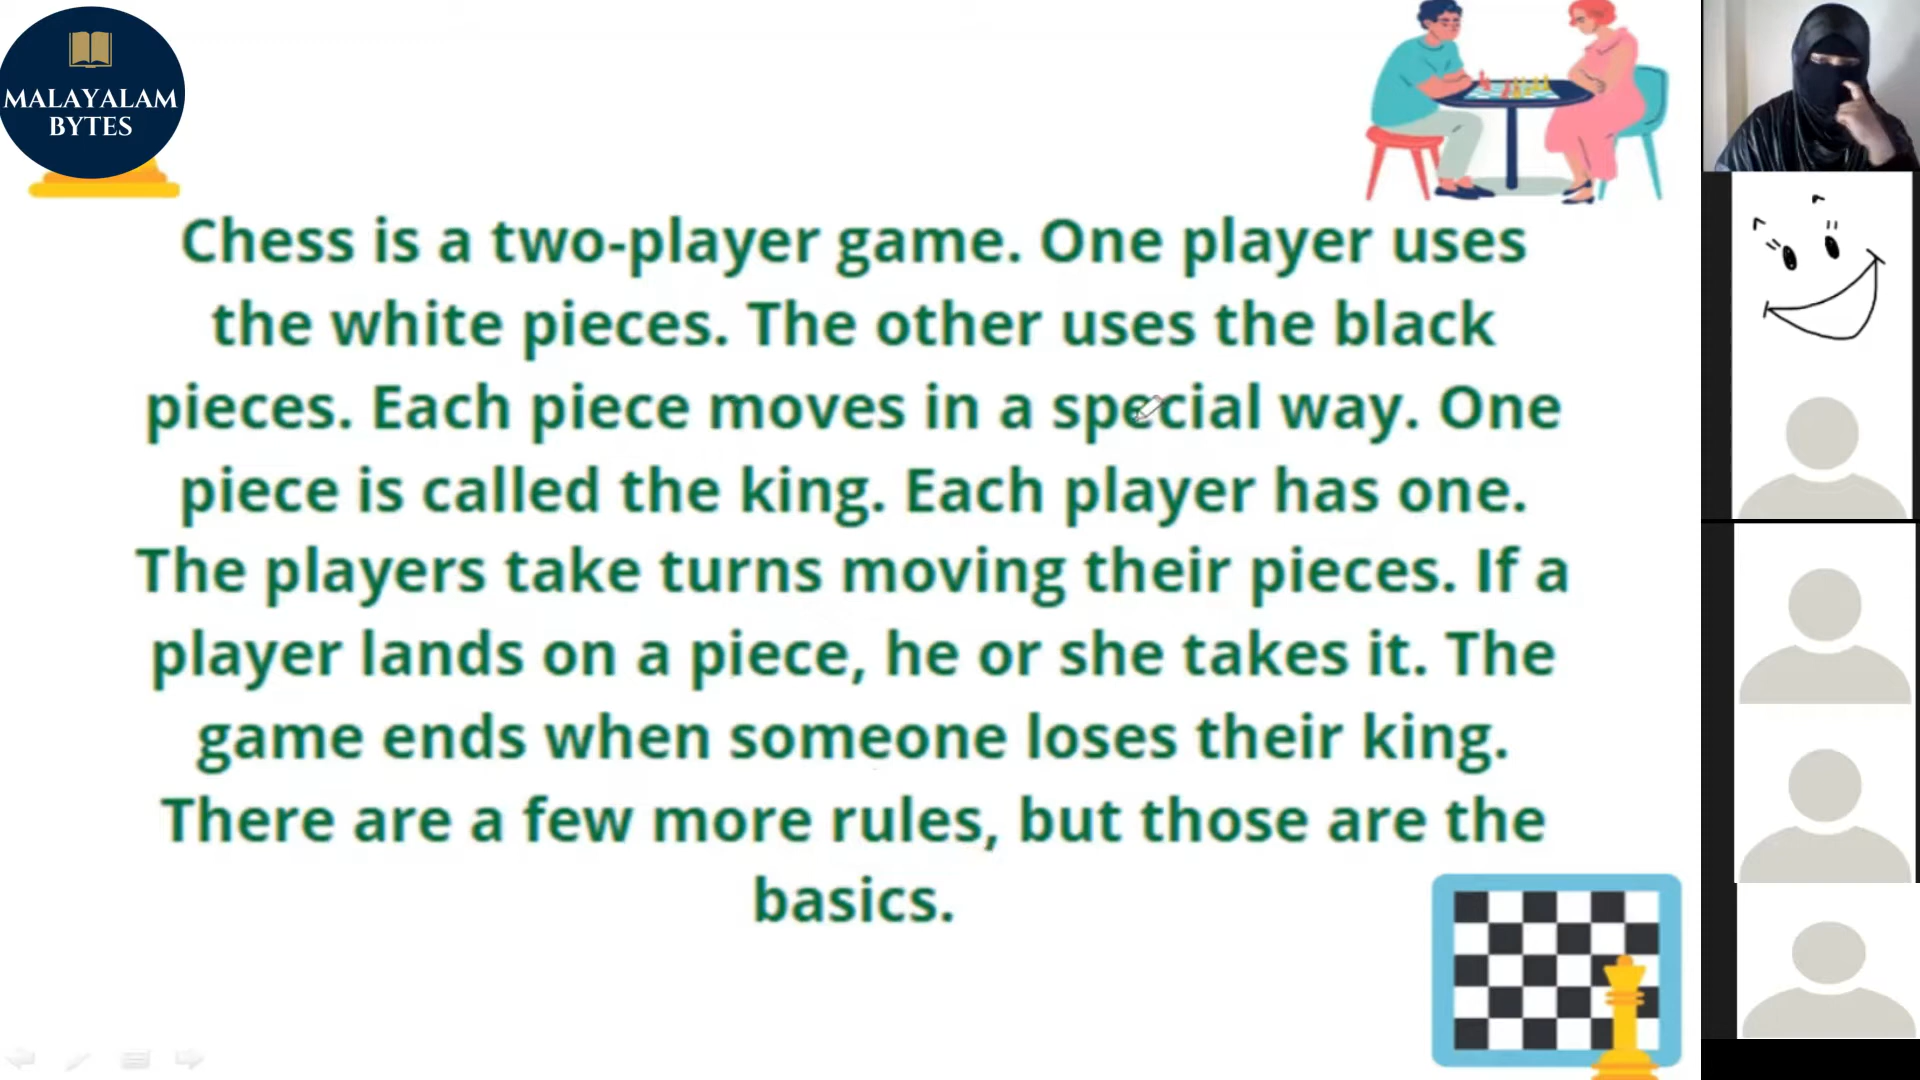 MALAYALAM
BYTES
Chess is a two-player game. One player uses
the white pieces. The other uses the black
pieces. Each piece moves in a special way. One
piece is called the king. Each player has one.
The players take turns moving their pieces. If a
player lands on a piece, he or she takes it. The
game ends when someone loses their king.
There are a few more rules, but those are the
basics.